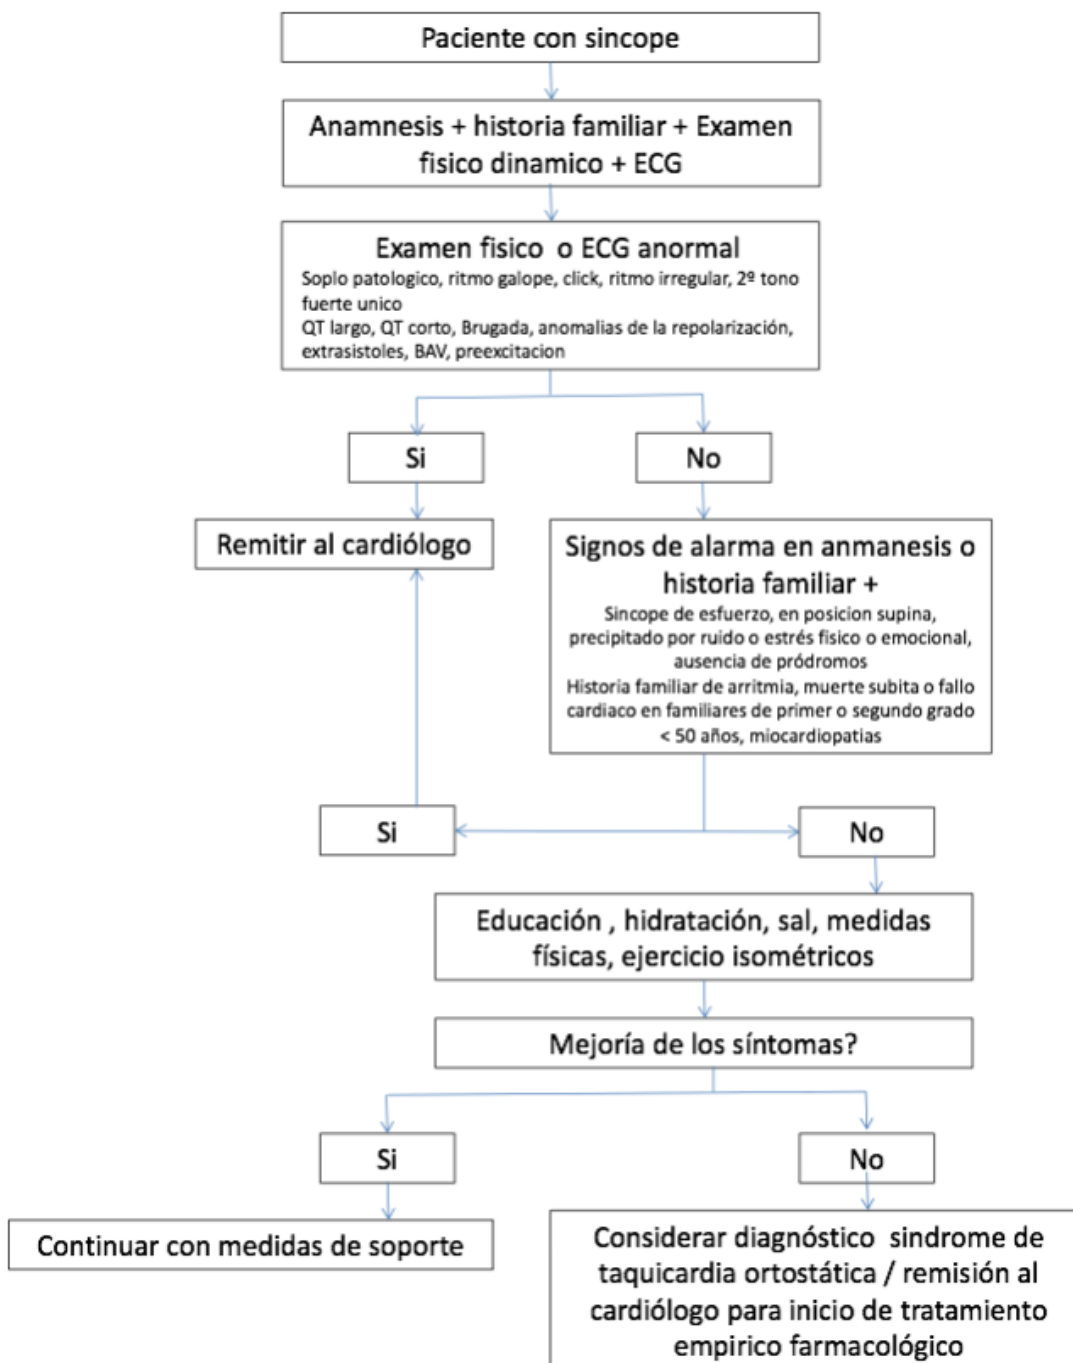 Paciente con sincope
Anamnesis + historia familiar + Examen
fisico dinamico + ECG
Examen fisico o ECG anormal
Soplo patologico, ritmo galope, click, ritmo irregular, 2º tono
fuerte unico
QT largo, QT corto, Brugada, anomalias de la repolarización,
extrasistoles, BAV, preexcitacion
Si
No
Remitir al cardiólogo
Signos de alarma en anmanesis o
historia familiar +
Sincope de esfuerzo, en posicion supina,
precipitado por ruido o estrés fisico o emocional,
ausencia de pródromos
Historia familiar de arritmia, muerte subita o fallo
cardiaco en familiares de primer o segundo grado
< 50 años, miocardiopatias
Si
No
Educación , hidratación, sal, medidas
físicas, ejercicio isométricos
Mejoría de los síntomas?
Si
No
Continuar con medidas de soporte
Considerar diagnóstico sindrome de
taquicardia ortostática / remisión al
cardiólogo para inicio de tratamiento
empirico farmacológico